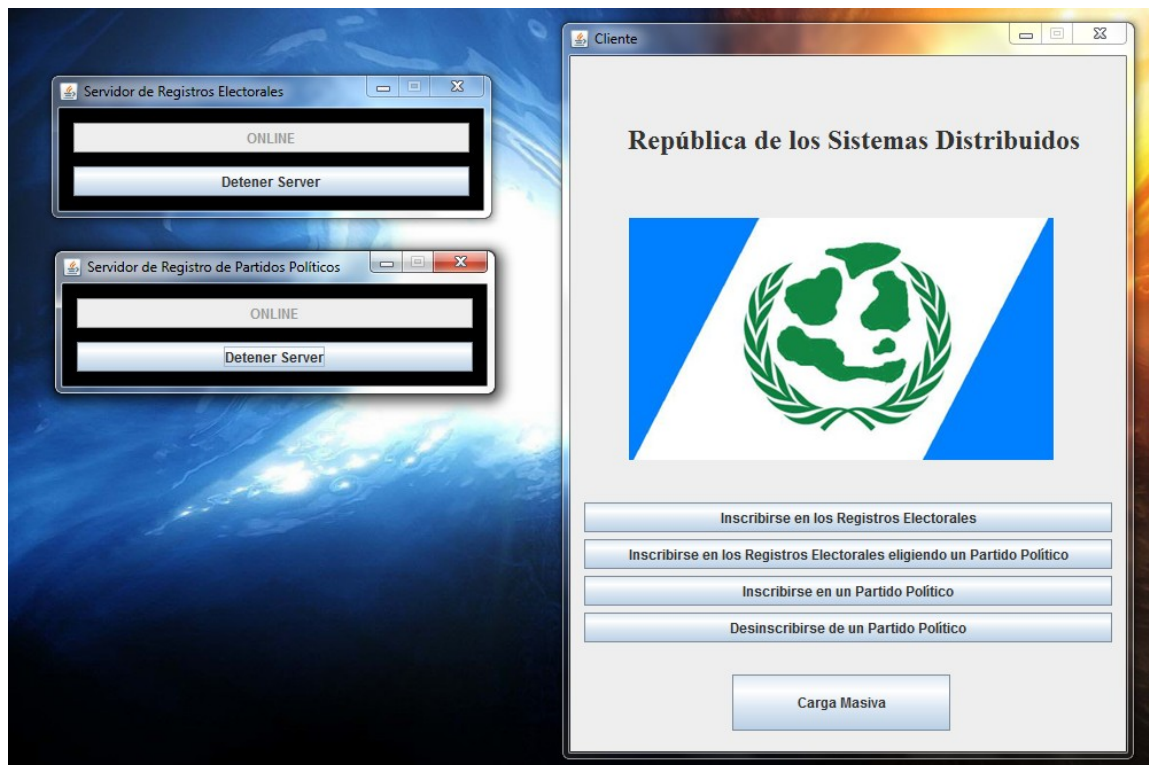 Servidor de Registros Electorales
ONLINE
Detener Server
Servidor de Registro de Partidos Políticos
ONLINE
Detener Server
Cliente
República de los Sistemas Distribuidos
Inscribirse en los Registros Electorales
Inscribirse en los Registros Electorales eligiendo un Partido Político
Inscribirse en un Partido Político
Desinscribirse de un Partido Político
Carga Masiva